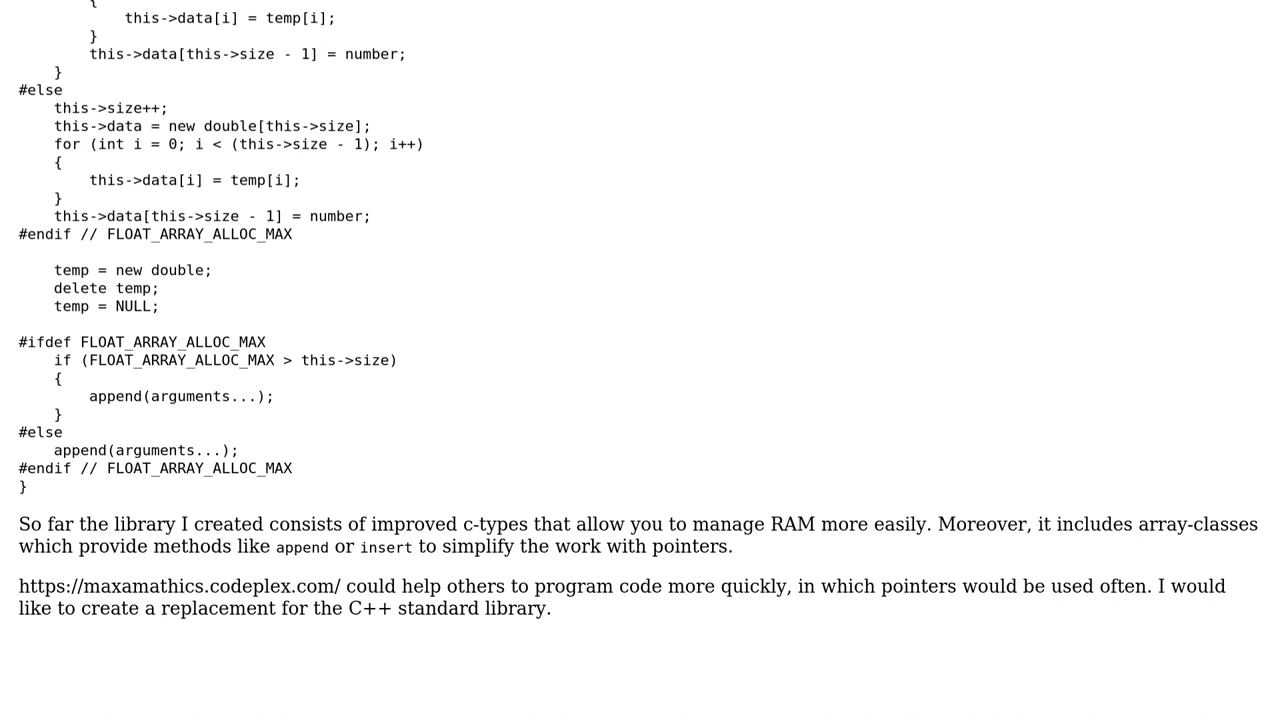 {
this->data[i] = temp[i];
}
this->data[this->size - 1] = number;
}
#else
this->size++;
this->data = new double[this->size];
for (int i = 0; i < (this->size - 1); i++)
{
this->data[i] = temp[i];
}
this->data[this->size - 1] = number;
#endif // FLOAT_ARRAY_ALLOC_MAX
temp = new double;
delete temp;
temp = NULL;
#ifdef FLOAT_ARRAY_ALLOC_MAX
if (FLOAT_ARRAY_ALLOC_MAX > this->size)
{
append(arguments...);
}
#else
append(arguments...);
#endif // FLOAT_ARRAY_ALLOC_MAX
}
So far the library I created consists of improved c-types that allow you to manage RAM more easily. Moreover, it includes array-classes
which provide methods like append or insert to simplify the work with pointers.
https://maxamathics.codeplex.com/ could help others to program code more quickly, in which pointers would be used often. I would
like to create a replacement for the C++ standard library.